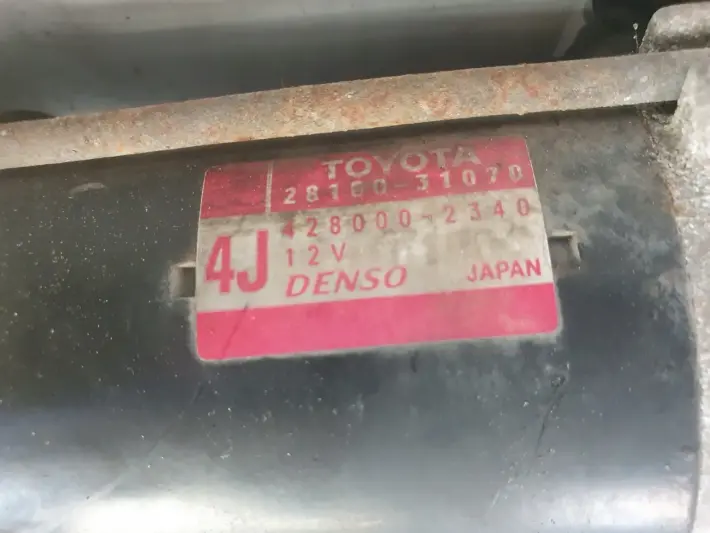 TOYOTA
28100-31070
428000-2340
4J
12V
DENSO JAPAN